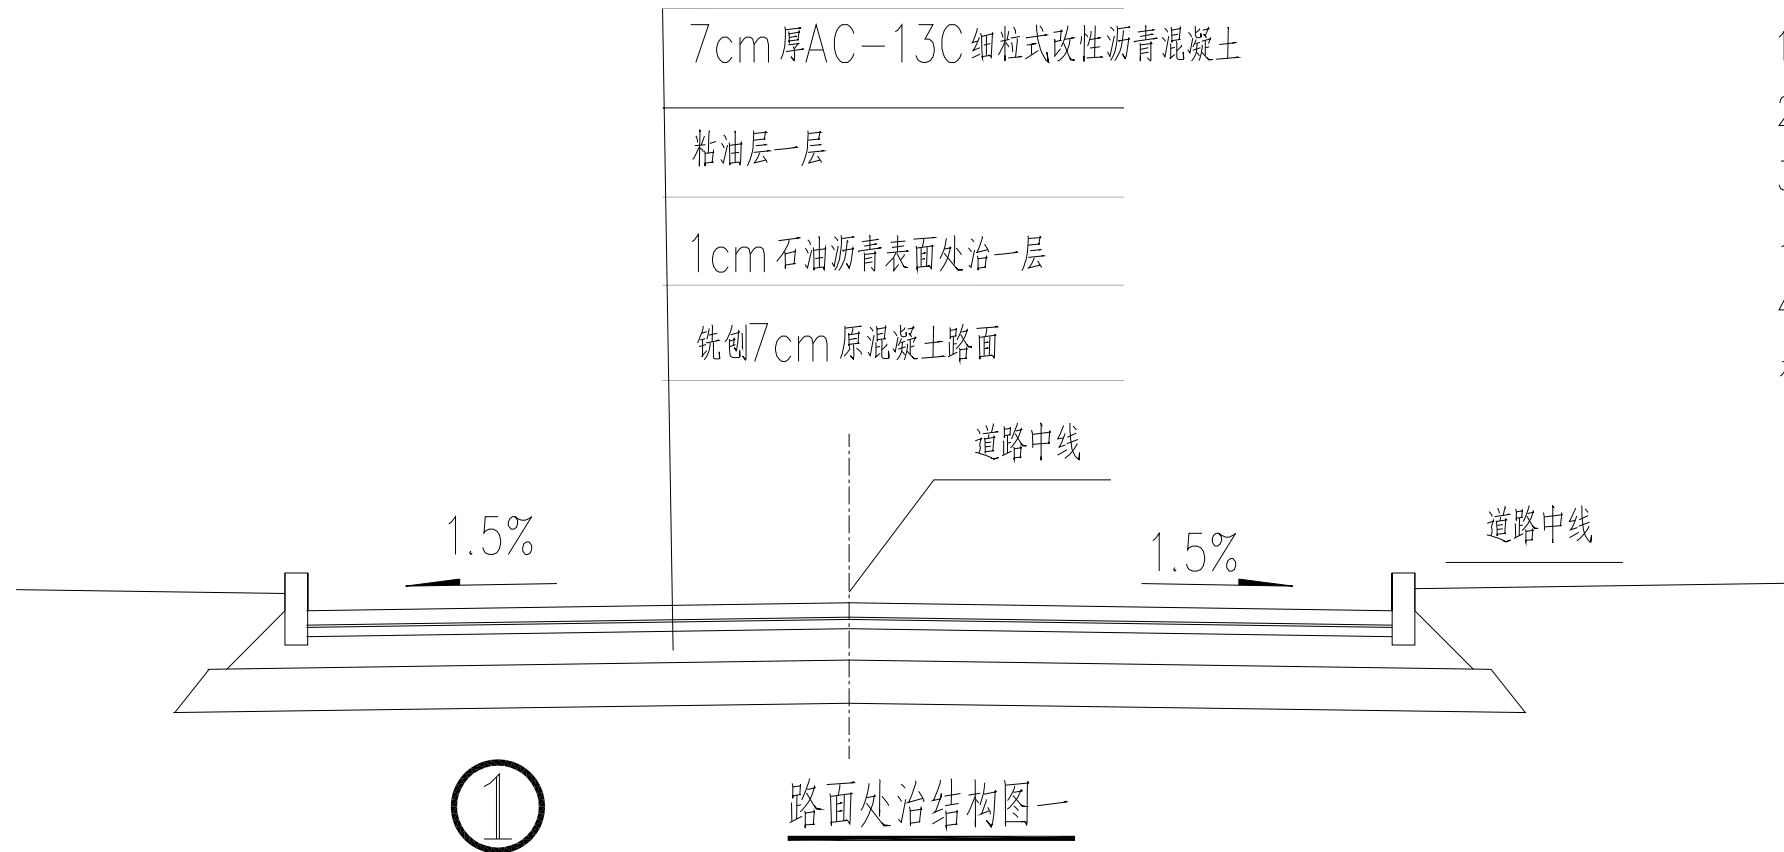 7cm厚AC-13C细粒式改性沥青混凝土
粘油层一层
1cm石油沥青表面处治一层
铣刨7cm原混凝土路面
道路中线
1.5%
1.5%
道路中线
1
路面处治结构图一